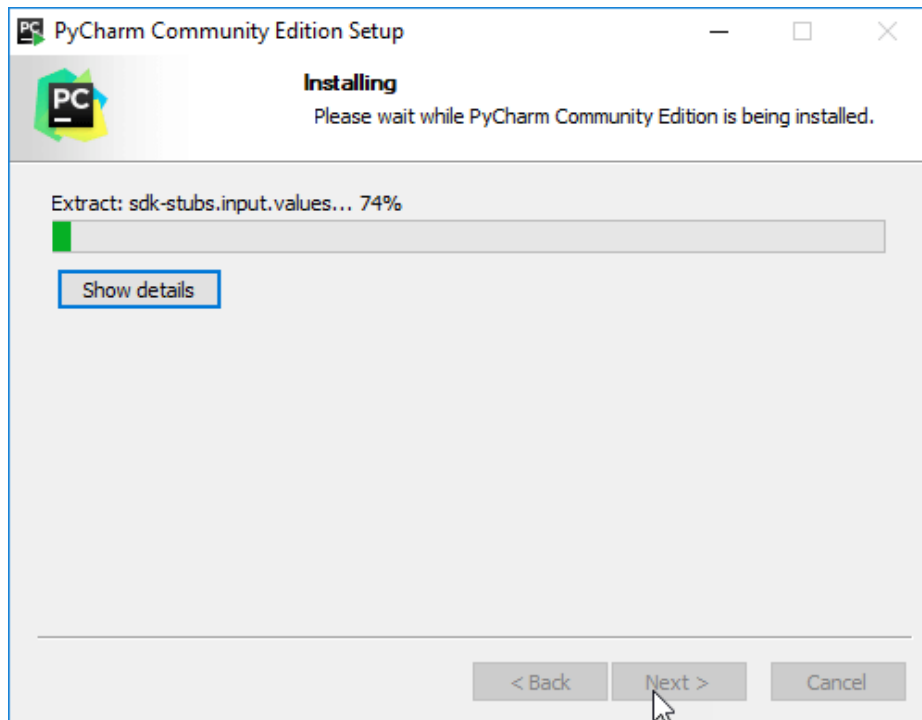 PC PyCharm Community Edition Setup
PC
Installing
Please wait while PyCharm Community Edition is being installed.
Extract: sdk-stubs.input.values... 74%
Show details
< Back Next > Cancel